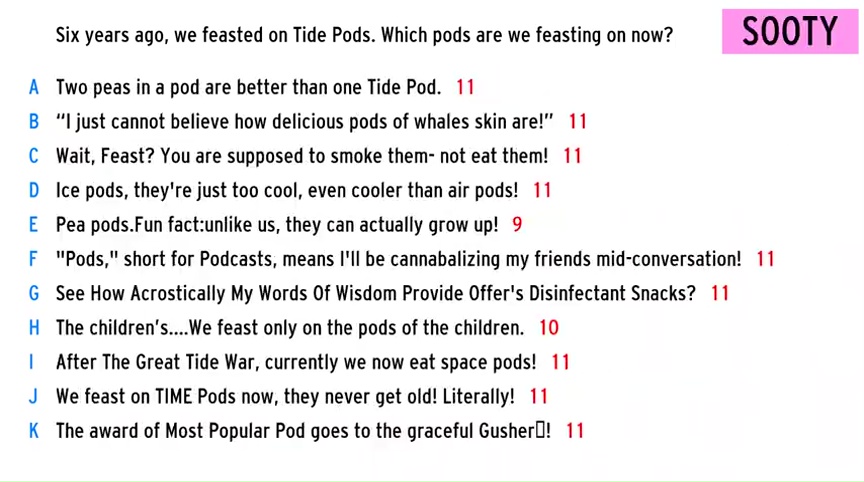 Six years ago, we feasted on Tide Pods. Which pods are we feasting on now?
SOOTY
A Two peas in a pod are better than one Tide Pod. 11
B “I just cannot believe how delicious pods of whales skin are!” 11
C Wait, Feast? You are supposed to smoke them- not eat them! 11
D Ice pods, they're just too cool, even cooler than air pods! 11
E Pea pods.Fun fact:unlike us, they can actually grow up! 9
F "Pods," short for Podcasts, means I'll be cannabalizing my friends mid-conversation! 11
G See How Acrostically My Words Of Wisdom Provide Offer's Disinfectant Snacks? 11
H The children's....We feast only on the pods of the children. 10
I After The Great Tide War, currently we now eat space pods! 11
J We feast on TIME Pods now, they never get old! Literally! 11
K The award of Most Popular Pod goes to the graceful Gusher▯! 11